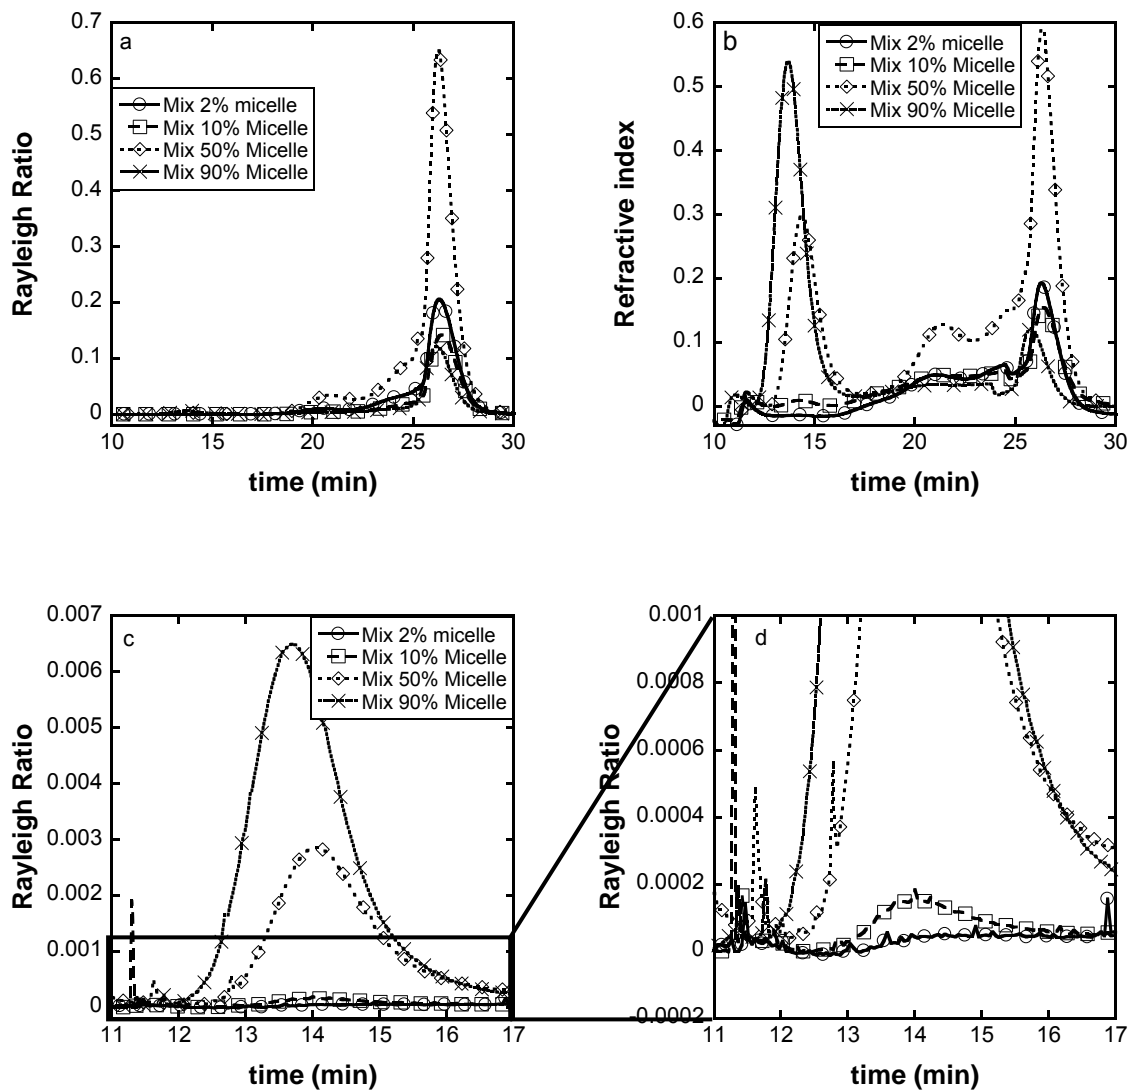 a
0.7
0.6
0.5
0.4
0.3
0.2
0.1
0
Rayleigh Ratio
Mix 2% micelle
Mix 10% Micelle
Mix 50% Micelle
Mix 90% Micelle
10 15 20 25 30
time (min)
b
0.6
0.5
0.4
0.3
0.2
0.1
0
Refractive index
Mix 2% micelle
Mix 10% Micelle
Mix 50% Micelle
Mix 90% Micelle
10 15 20 25 30
time (min)
c
0.007
0.006
0.005
0.004
0.003
0.002
0.001
0
Rayleigh Ratio
Mix 2% micelle
Mix 10% Micelle
Mix 50% Micelle
Mix 90% Micelle
11 12 13 14 15 16 17
time (min)
d
0.001
0.0008
0.0006
0.0004
0.0002
0
-0.0002
Rayleigh Ratio
11 12 13 14 15 16 17
time (min)